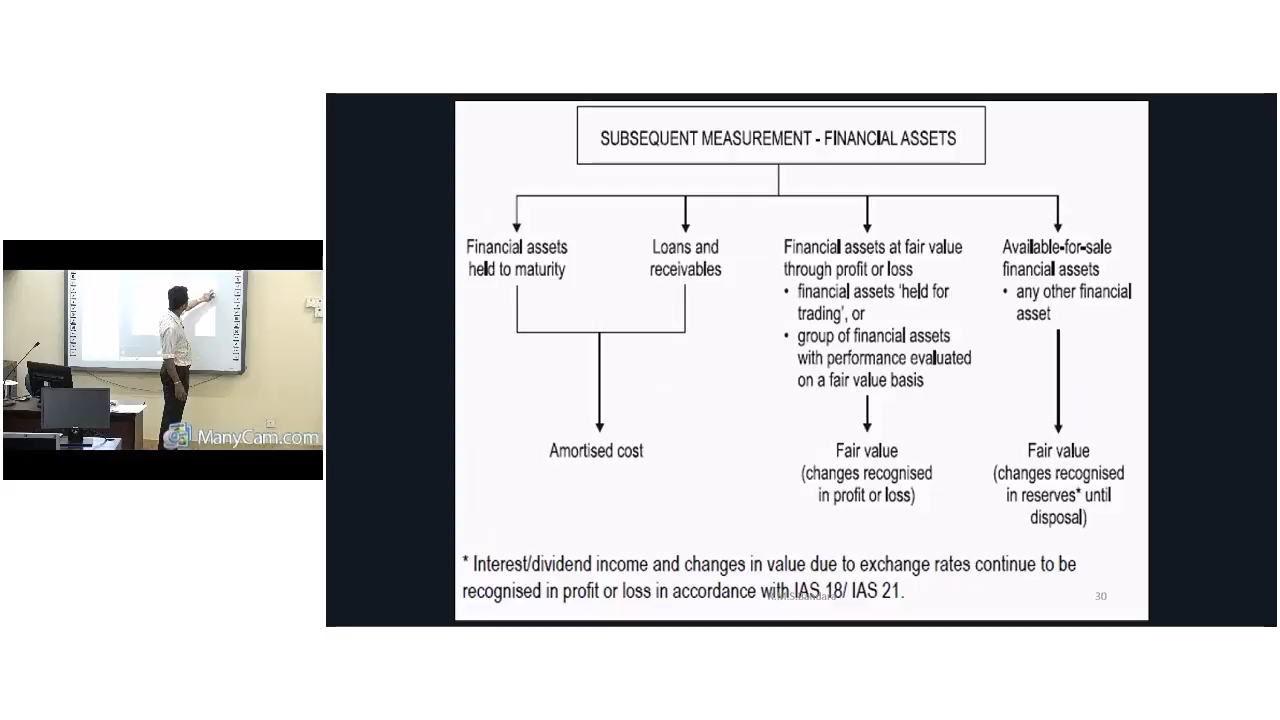 SUBSEQUENT MEASUREMENT - FINANCIAL ASSETS
Financial assets
held to maturity
Loans and
receivables
Financial assets at fair value
through profit or loss
• financial assets 'held for
trading', or
• group of financial assets
with performance evaluated
on a fair value basis
Available-for-sale
financial assets
• any other financial
asset
Amortised cost
Fair value
(changes recognised
in profit or loss)
Fair value
(changes recognised
in reserves* until
disposal)
* Interest/dividend income and changes in value due to exchange rates continue to be
recognised in profit or loss in accordance with IAS 18/ IAS 21.
30
ManyCam.com